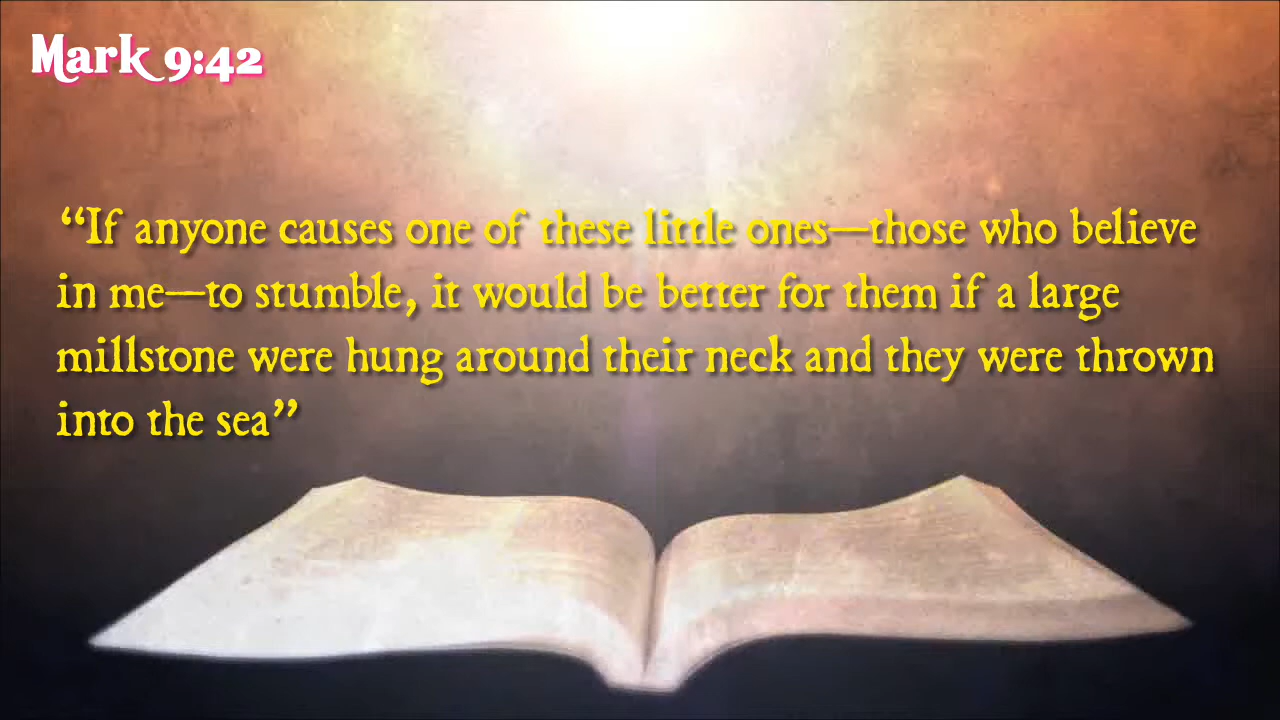 Mark 9:42
“If anyone causes one of these little ones—those who believe
in me—to stumble, it would be better for them if a large
millstone were hung around their neck and they were thrown
into the sea”